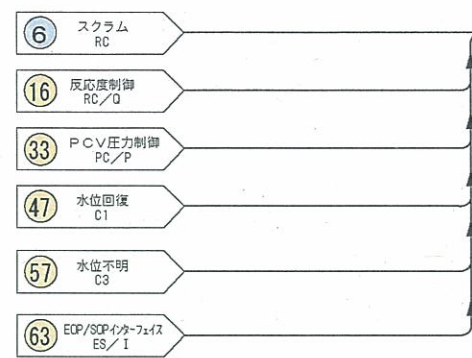 6
スクラム
RC
16
反応度制御
RC/Q
33
PCV圧力制御
PC/P
47
水位回復
C1
57
水位不明
C3
63
EOP/SOPインターフェイス
ES/I